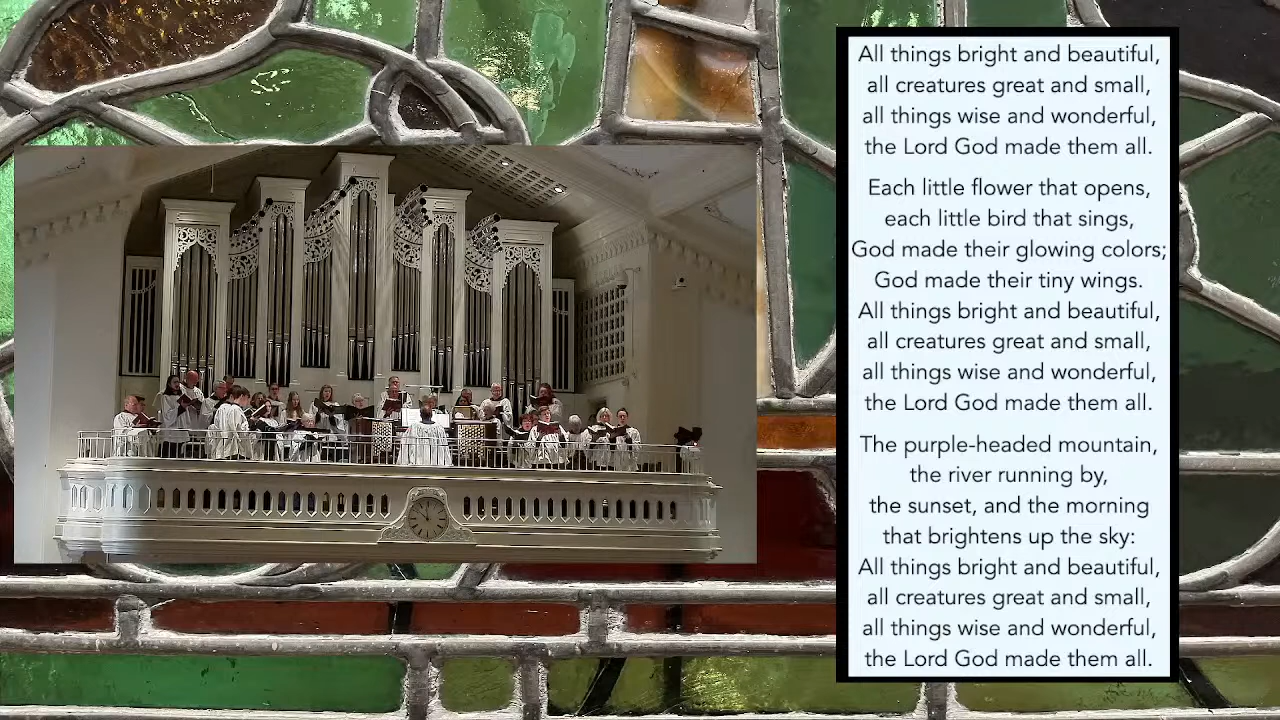 All things bright and beautiful,
all creatures great and small,
all things wise and wonderful,
the Lord God made them all.
Each little flower that opens,
each little bird that sings,
God made their glowing colors;
God made their tiny wings.
All things bright and beautiful,
all creatures great and small,
all things wise and wonderful,
the Lord God made them all.
The purple-headed mountain,
the river running by,
the sunset, and the morning
that brightens up the sky:
All things bright and beautiful,
all creatures great and small,
all things wise and wonderful,
the Lord God made them all.